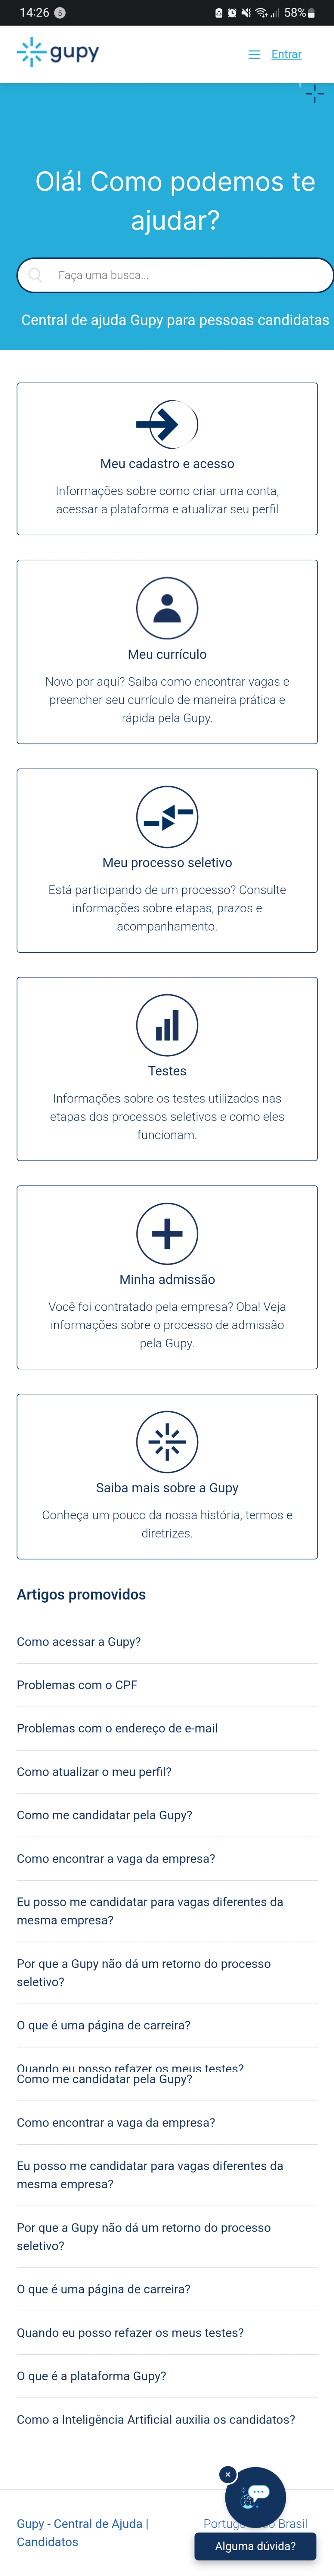 14:26 5 58%
gupy
Entrar
Olá! Como podemos te
ajudar?
Faça uma busca...
Central de ajuda Gupy para pessoas candidatas
Meu cadastro e acesso
Informações sobre como criar uma conta,
acessar a plataforma e atualizar seu perfil
Meu currículo
Novo por aqui? Saiba como encontrar vagas e
preencher seu currículo de maneira prática e
rápida pela Gupy.
Meu processo seletivo
Está participando de um processo? Consulte
informações sobre etapas, prazos e
acompanhamento.
Testes
Informações sobre os testes utilizados nas
etapas dos processos seletivos e como eles
funcionam.
Minha admissão
Você foi contratado pela empresa? Oba! Veja
informações sobre o processo de admissão
pela Gupy.
Saiba mais sobre a Gupy
Conheça um pouco da nossa história, termos e
diretrizes.
Artigos promovidos
Como acessar a Gupy?
Problemas com o CPF
Problemas com o endereço de e-mail
Como atualizar o meu perfil?
Como me candidatar pela Gupy?
Como encontrar a vaga da empresa?
Eu posso me candidatar para vagas diferentes da
mesma empresa?
Por que a Gupy não dá um retorno do processo
seletivo?
O que é uma página de carreira?
Quando eu posso refazer os meus testes?
Como me candidatar pela Gupy?
Como encontrar a vaga da empresa?
Eu posso me candidatar para vagas diferentes da
mesma empresa?
Por que a Gupy não dá um retorno do processo
seletivo?
O que é uma página de carreira?
Quando eu posso refazer os meus testes?
O que é a plataforma Gupy?
Como a Inteligência Artificial auxilia os candidatos?
Gupy - Central de Ajuda |
Candidatos
Brasil
Alguma dúvida?